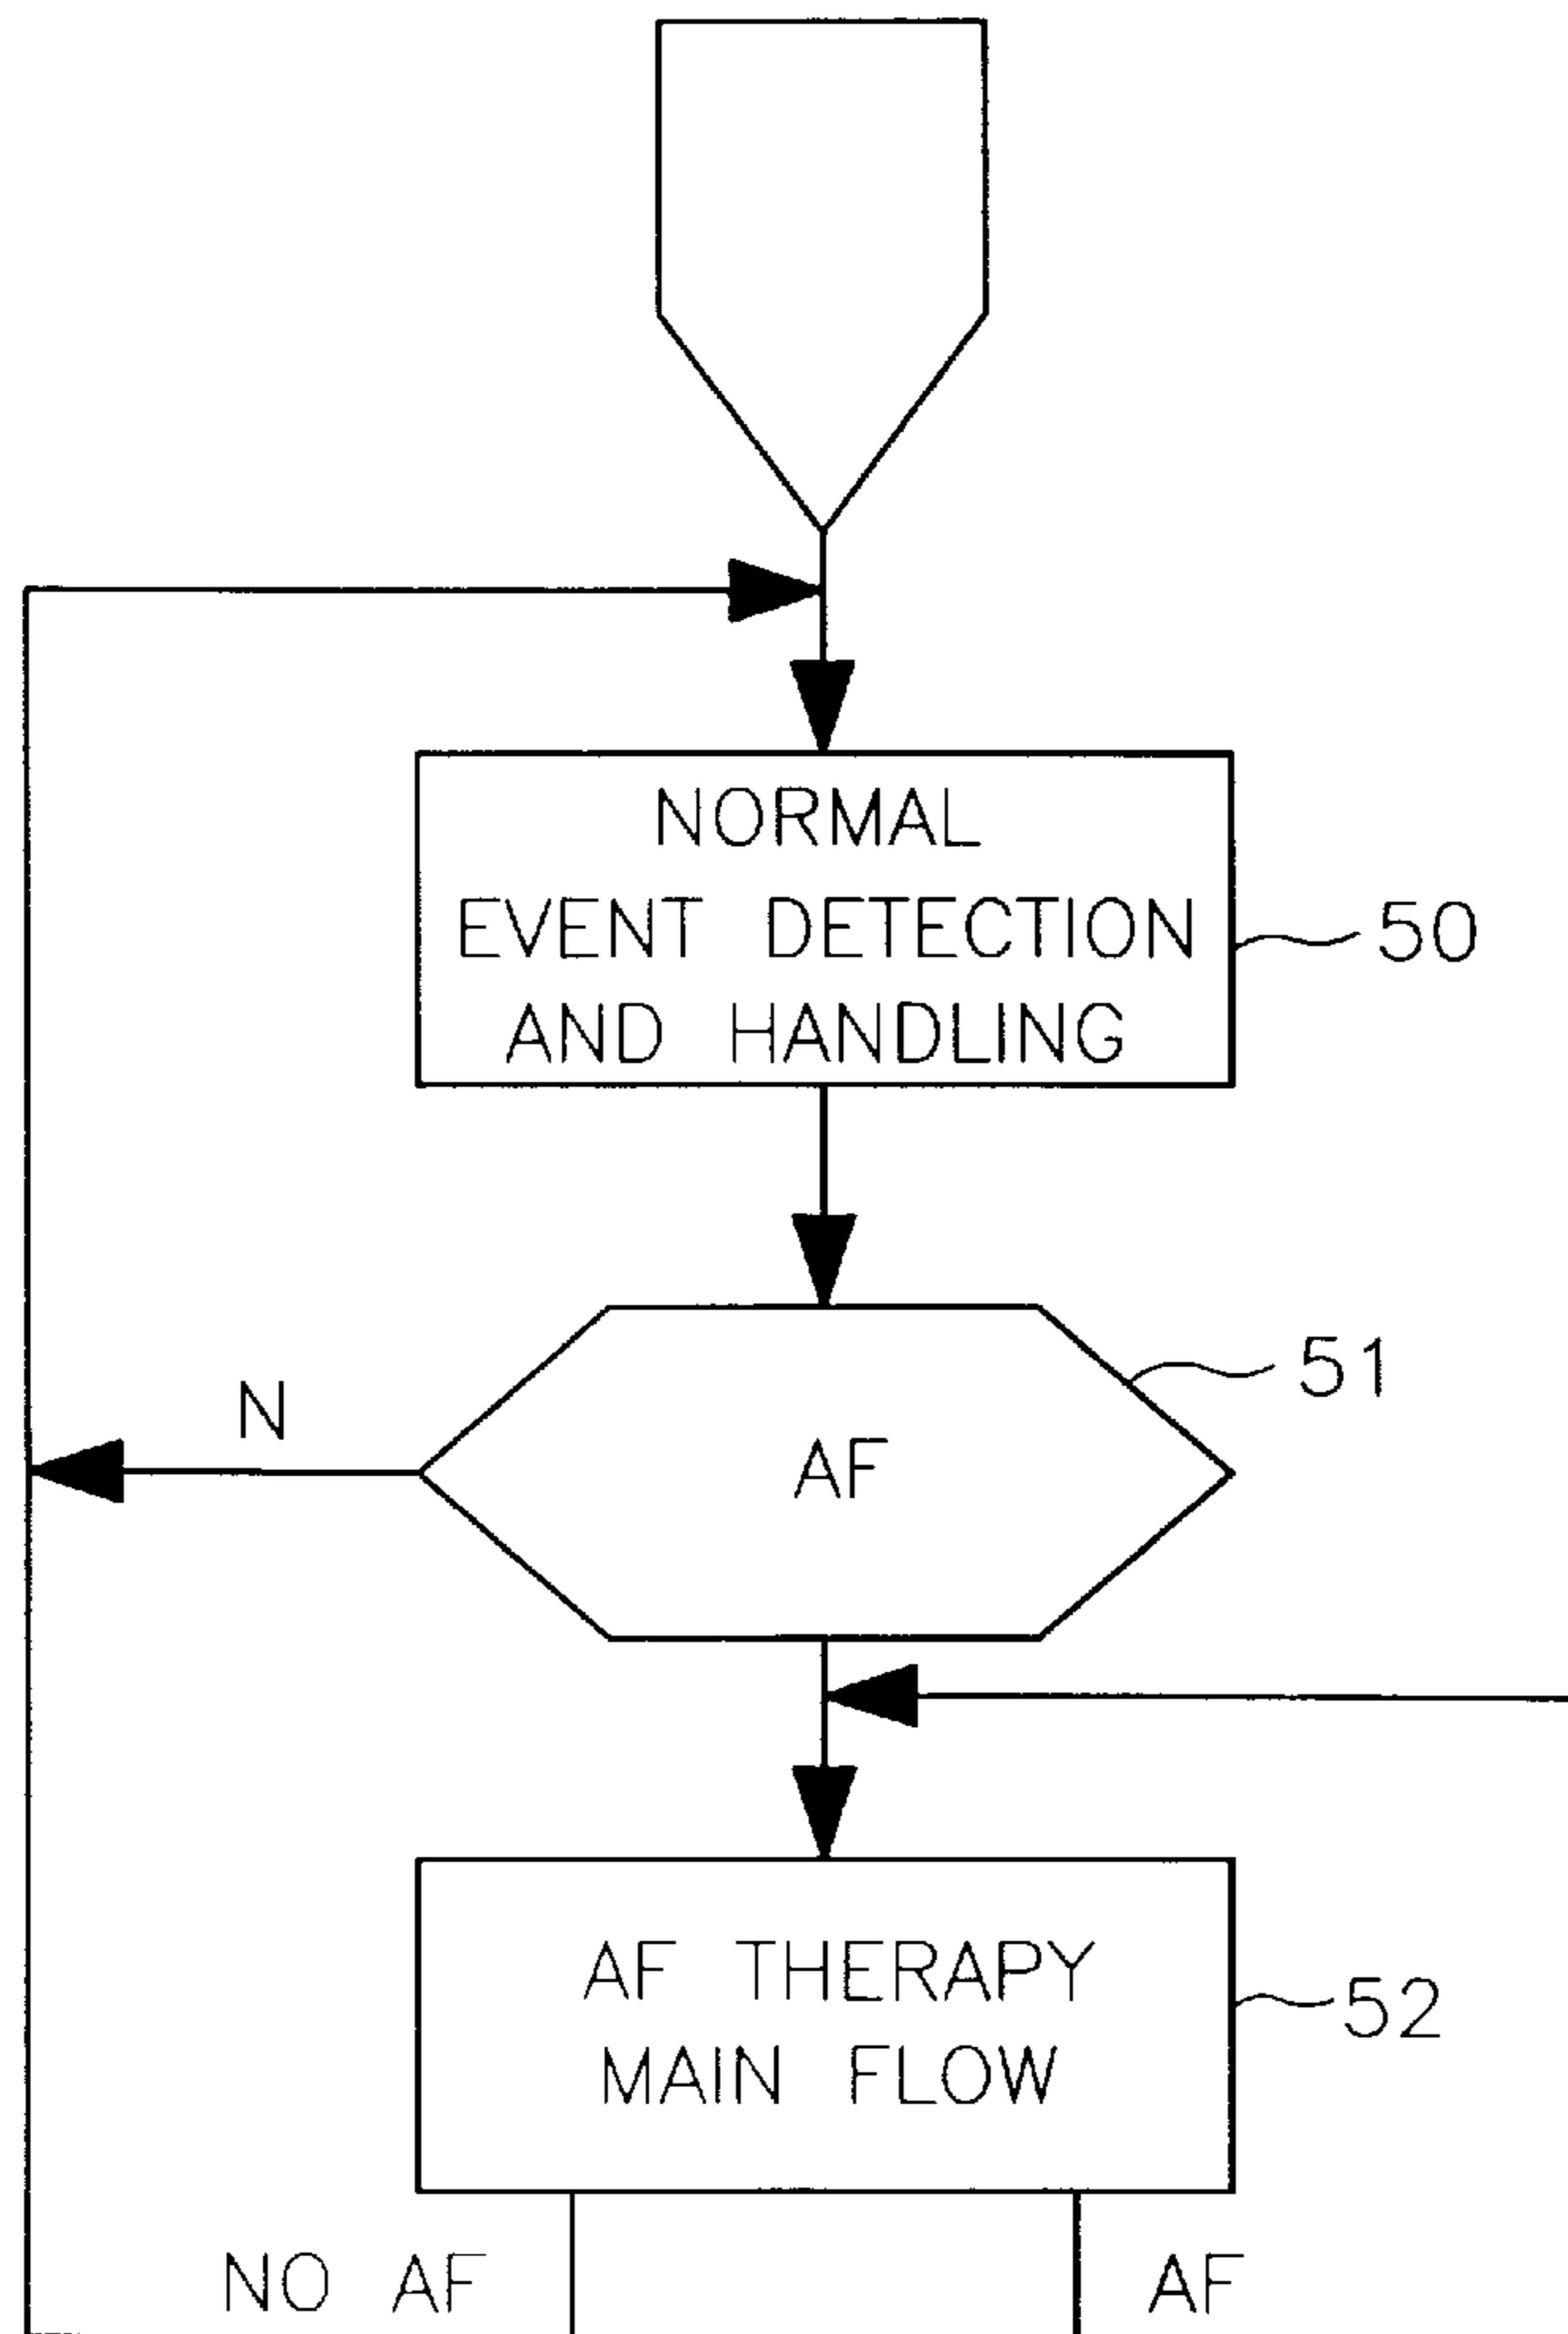 NORMAL
EVENT DETECTION
AND HANDLING
50
51
N
AF
AF THERAPY
MAIN FLOW
52
NO AF
AF